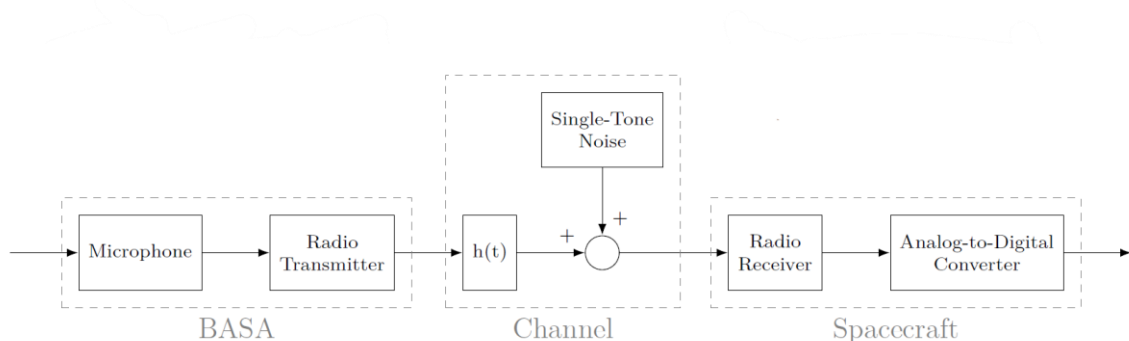 Single-Tone
Noise
+
+
Microphone
Radio
Transmitter
h(t)
Radio
Receiver
Analog-to-Digital
Converter
BASA
Channel
Spacecraft